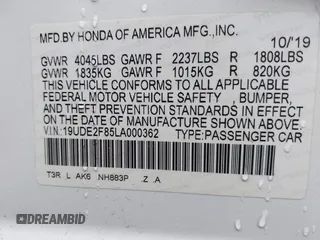 MFD.BY HONDA OF AMERICA MFG.,INC.
10/'19
GVWR 4045LBS GAWR F 2237LBS R 1808LBS
GVWR 1835KG GAWR F 1015KG R 820KG
THIS VEHICLE CONFORMS TO ALL APPLICABLE
FEDERAL MOTOR VEHICLE SAFETY , BUMPER,
AND THEFT PREVENTION STANDARDS IN EFFECT
ON THE DATE OF MANUFACTURE SHOWN ABOVE.
V.I.N:19UDE2F85LA000362 TYPE:PASSENGER CAR
T3R L AK6 NH883P Z A
© DREAMBID